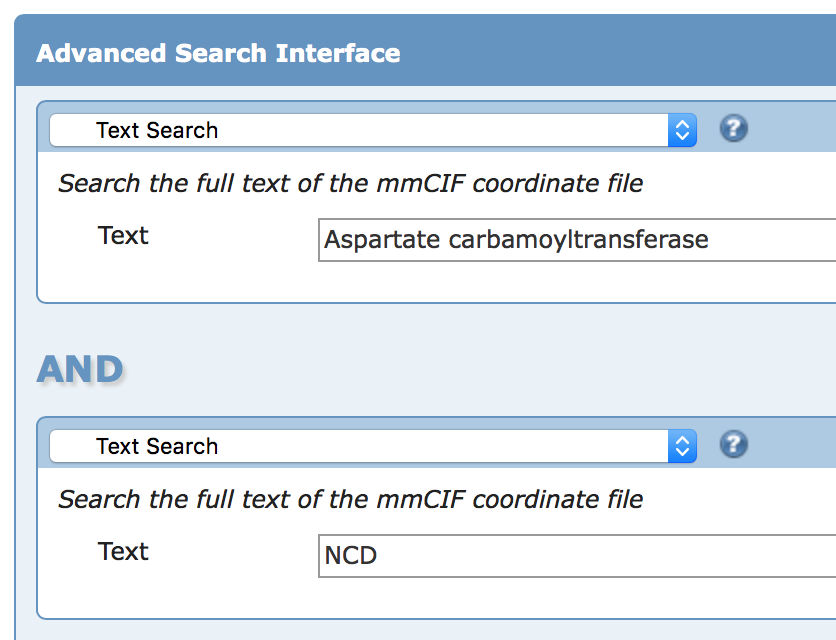 Advanced Search Interface
Text Search
?
Search the full text of the mmCIF coordinate file
Text
Aspartate carbamoyltransferase
AND
Text Search
?
Search the full text of the mmCIF coordinate file
Text
NCD